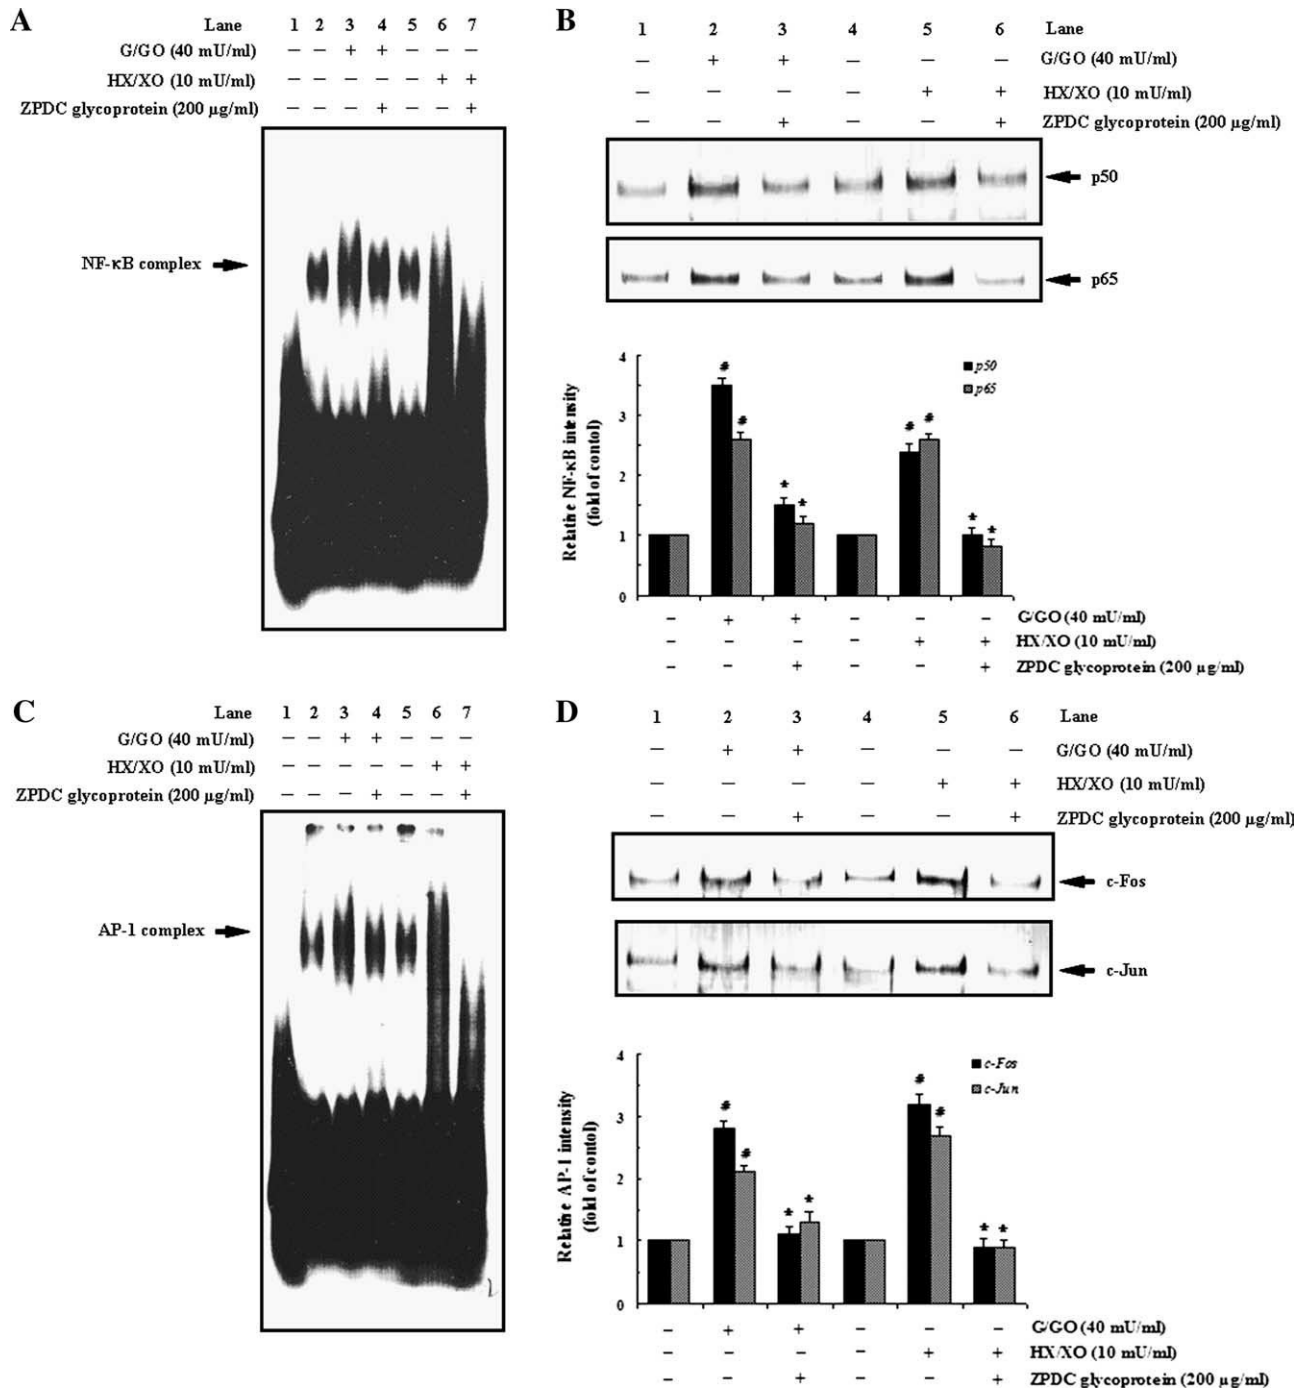 A
Lane 1 2 3 4 5 6 7
G/GO (40 mU/ml) − − + + − − −
HX/XO (10 mU/ml) − − − − − + +
ZPDC glycoprotein (200 µg/ml) − − − + − − +
NF-κB complex
B
1 2 3 4 5 6 Lane
− + + − − − G/GO (40 mU/ml)
− − − − + + HX/XO (10 mU/ml)
− − + − − + ZPDC glycoprotein (200 µg/ml)
p50
p65
Relative NF-κB intensity
(fold of contol)
4
3
2
1
0
p50
p65
# # # #
* * * *
− + + − − − G/GO (40 mU/ml)
− − − − + + HX/XO (10 mU/ml)
− − + − − + ZPDC glycoprotein (200 µg/ml)
C
Lane 1 2 3 4 5 6 7
G/GO (40 mU/ml) − − + + − − −
HX/XO (10 mU/ml) − − − − − + +
ZPDC glycoprotein (200 µg/ml) − − − + − − +
AP-1 complex
D
1 2 3 4 5 6 Lane
− + + − − − G/GO (40 mU/ml)
− − − − + + HX/XO (10 mU/ml)
− − + − − + ZPDC glycoprotein (200 µg/ml)
c-Fos
c-Jun
Relative AP-1 intensity
(fold of contol)
4
3
2
1
0
c-Fos
c-Jun
# # # #
* * * *
− + + − − − G/GO (40 mU/ml)
− − − − + + HX/XO (10 mU/ml)
− − + − − + ZPDC glycoprotein (200 µg/ml)